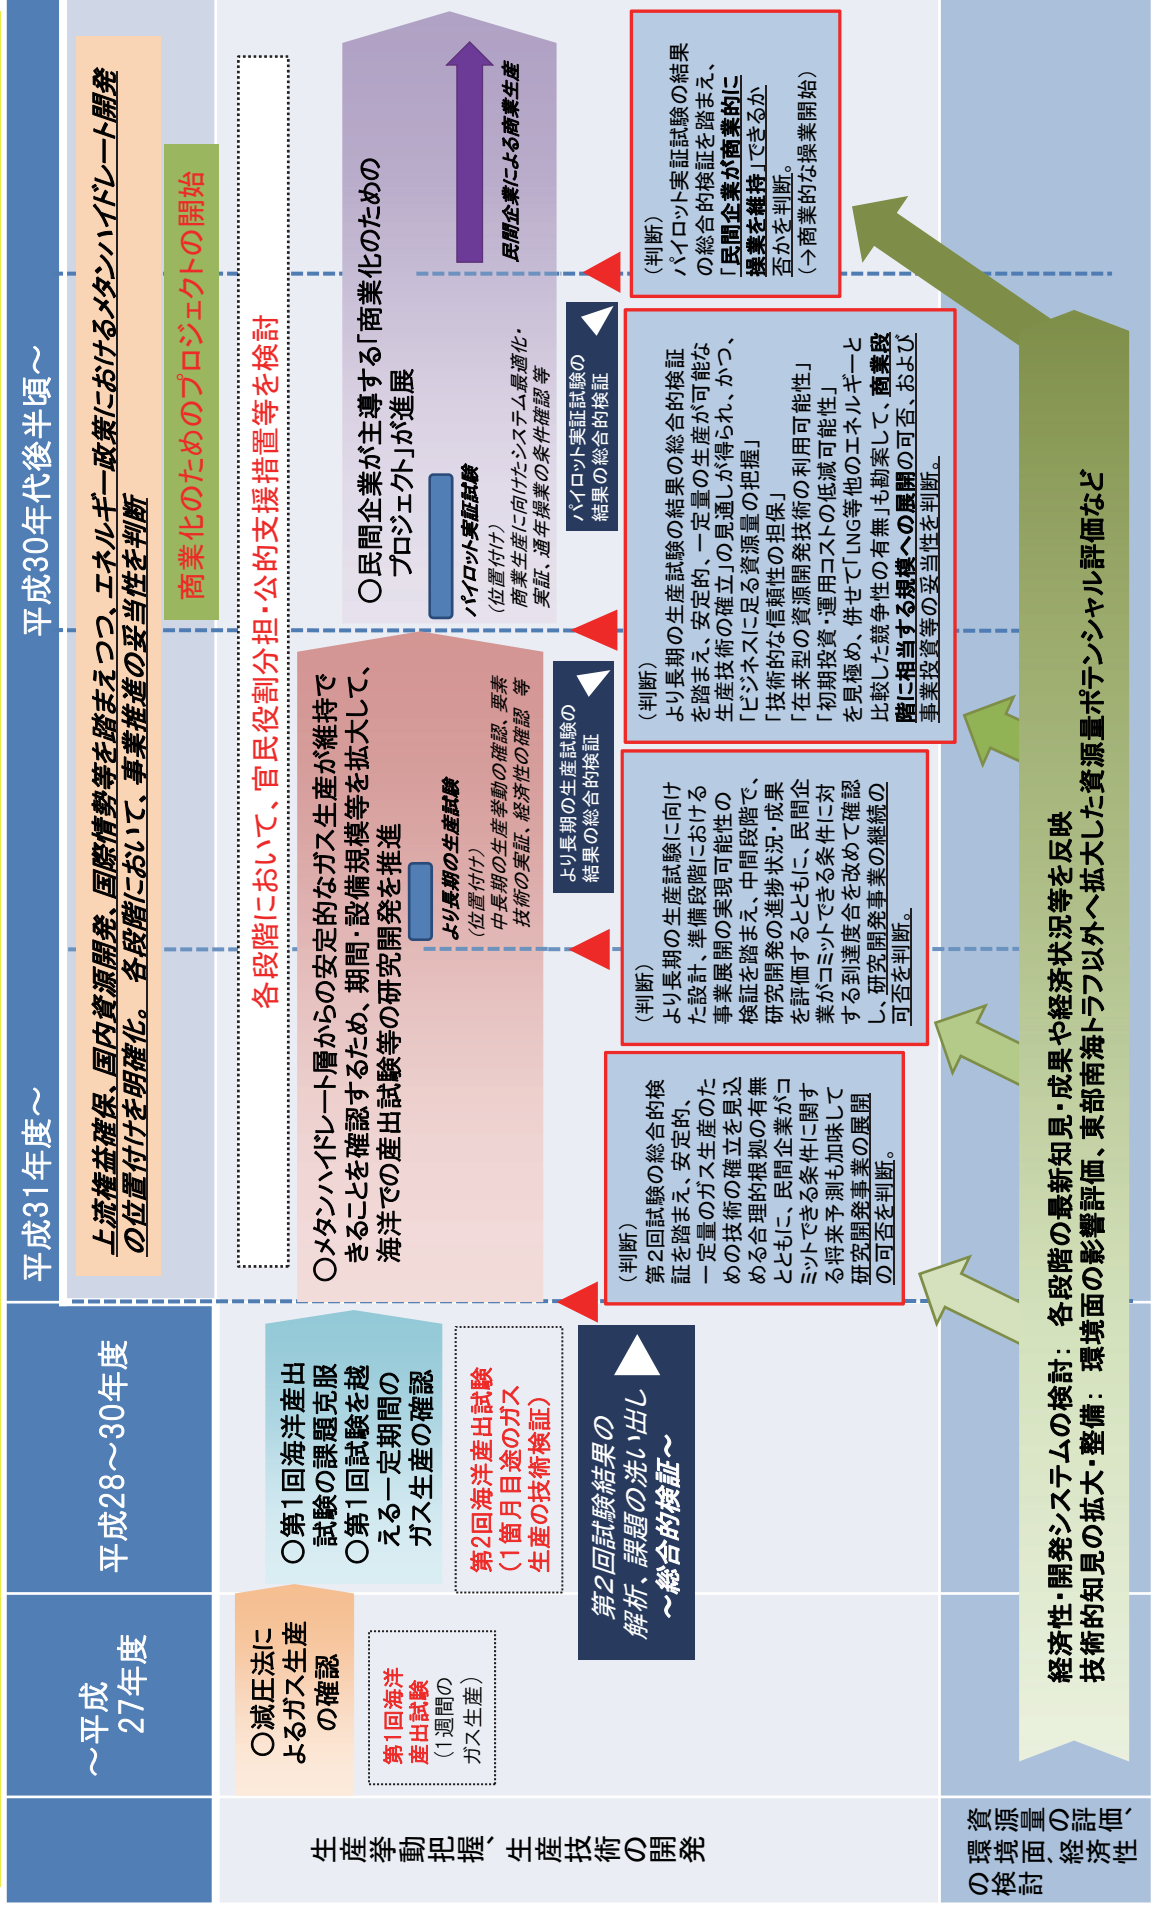 ～平成
27年度
平成28～30年度
平成31年度～
平成30年代後半頃～
上流権益確保、国内資源開発、国際情勢等を踏まえつつ、エネルギー政策におけるメタンハイドレート開発
の位置付けを明確化。 各段階において、事業推進の妥当性を判断
商業化のためのプロジェクトの開始
各段階において、官民役割分担・公的支援措置等を検討
生産挙動把握、生産技術の開発
〇減圧法に
よるガス生産
の確認
第1回海洋
産出試験
（1週間の
ガス生産）
〇第1回海洋産出
試験の課題克服
〇第1回試験を越
える一定期間の
ガス生産の確認
第2回海洋産出試験
（1箇月目途のガス
生産の技術検証）
第2回試験結果の
解析、課題の洗い出し
～総合的検証～
〇メタンハイドレート層からの安定的なガス生産が維持で
きることを確認するため、期間・設備規模等を拡大して、
海洋での産出試験等の研究開発を推進
より長期の生産試験
（位置付け）
中長期の生産挙動の確認、要素
技術の実証、経済性の確認 等
より長期の生産試験の
結果の総合的検証
〇民間企業が主導する「商業化のための
プロジェクト」が進展
パイロット実証試験
（位置付け）
商業生産に向けたシステム最適化・
実証、通年操業の条件確認 等
民間企業による商業生産
パイロット実証試験の
結果の総合的検証
（判断）
第2回試験の総合的検
証を踏まえ、安定的、
一定量のガス生産のた
めの技術の確立を見込
める合理的根拠の有無
とともに、民間企業がコ
ミットできる条件に関す
る将来予測も加味して
研究開発事業の展開
の可否を判断。
（判断）
より長期の生産試験に向け
た設計、準備段階における
事業展開の実現可能性の
検証を踏まえ、中間段階で、
研究開発の進捗状況・成果
を評価するとともに、民間企
業がコミットできる条件に対
する到達度合を改めて確認
し、研究開発事業の継続の
可否を判断。
（判断）
より長期の生産試験の結果の総合的検証
を踏まえ、安定的、一定量の生産が可能な
生産技術の確立」の見通しが得られ、かつ、
「ビジネスに足る資源量の把握」
「技術的な信頼性の担保」
「在来型の資源開発技術の利用可能性」
「初期投資・運用コストの低減可能性」
を見極め、併せて「LNG等他のエネルギーと
比較した競争性の有無」も勘案して、商業段
階に相当する規模への展開の可否、および
事業投資等の妥当性を判断。
（判断）
パイロット実証試験の結果
の総合的検証を踏まえ、
「民間企業が商業的に
操業を維持」できるか
否かを判断。
（→商業的な操業開始）
資源量の評価、
環境面、経済性
の検討
経済性・開発システムの検討： 各段階の最新知見・成果や経済状況等を反映
技術的知見の拡大・整備： 環境面の影響評価、東部南海トラフ以外へ拡大した資源量ポテンシャル評価など